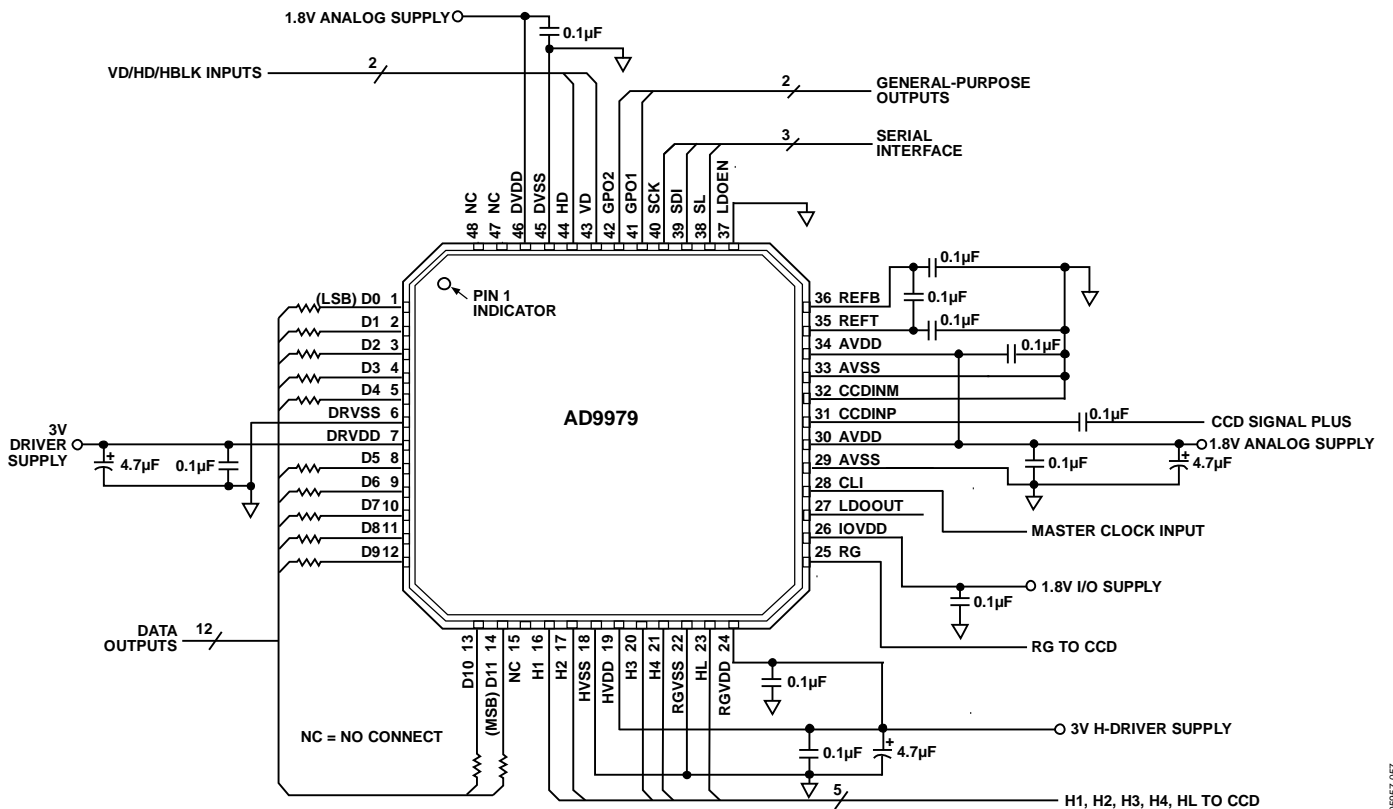 1.8V ANALOG SUPPLY
0.1µF
VD/HD/HBLK INPUTS
2
2
GENERAL-PURPOSE
OUTPUTS
3
SERIAL
INTERFACE
48 NC
47 NC
46 DVDD
45 DVSS
44 HD
43 VD
42 GPO2
41 GPO1
40 SCK
39 SDI
38 SL
37 LDOEN
PIN 1
INDICATOR
AD9979
(LSB) D0 1
D1 2
D2 3
D3 4
D4 5
DRVSS 6
DRVDD 7
D5 8
D6 9
D7 10
D8 11
D9 12
3V
DRIVER
SUPPLY
+
4.7µF
0.1µF
DATA
OUTPUTS
12
36 REFB
35 REFT
34 AVDD
33 AVSS
32 CCDINM
31 CCDINP
30 AVDD
29 AVSS
28 CLI
27 LDOOUT
26 IOVDD
25 RG
0.1µF
0.1µF
0.1µF
0.1µF
0.1µF
CCD SIGNAL PLUS
1.8V ANALOG SUPPLY
0.1µF
+
4.7µF
MASTER CLOCK INPUT
1.8V I/O SUPPLY
0.1µF
RG TO CCD
D10 13
(MSB) D11 14
NC 15
H1 16
H2 17
HVSS 18
HVDD 19
H3 20
H4 21
RGVSS 22
HL 23
RGVDD 24
0.1µF
NC = NO CONNECT
3V H-DRIVER SUPPLY
0.1µF
+
4.7µF
5
H1, H2, H3, H4, HL TO CCD